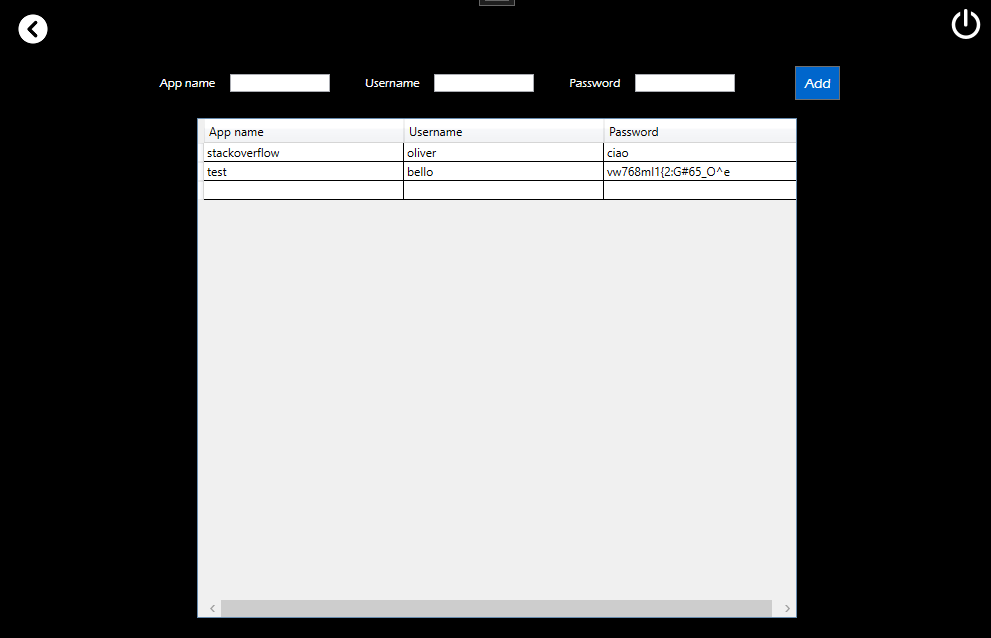 App name Username Password Add
App name Username Password
stackoverflow oliver ciao
test bello vw768ml1{2:G#65_O^e